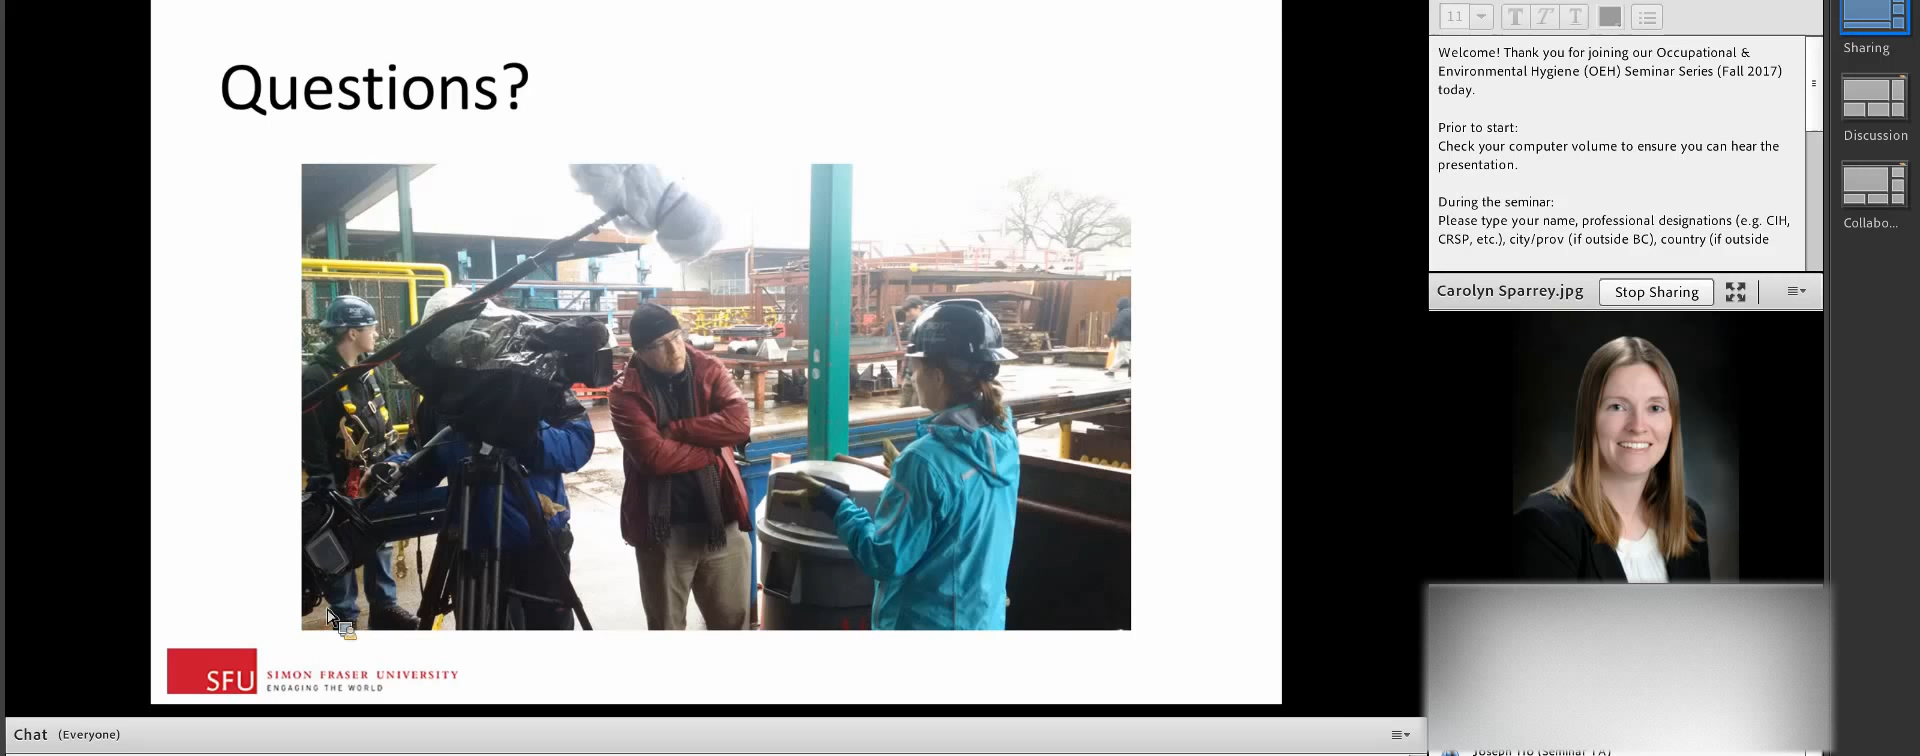 Questions?
SFU
SIMON FRASER UNIVERSITY
ENGAGING THE WORLD
Chat (Everyone)
11
Welcome! Thank you for joining our Occupational &
Environmental Hygiene (OEH) Seminar Series (Fall 2017)
today.
Prior to start:
Check your computer volume to ensure you can hear the
presentation.
During the seminar:
Please type your name, professional designations (e.g. CIH,
CRSP, etc.), city/prov (if outside BC), country (if outside
Carolyn Sparrey.jpg
Stop Sharing
Sharing
Discussion
Collabo...